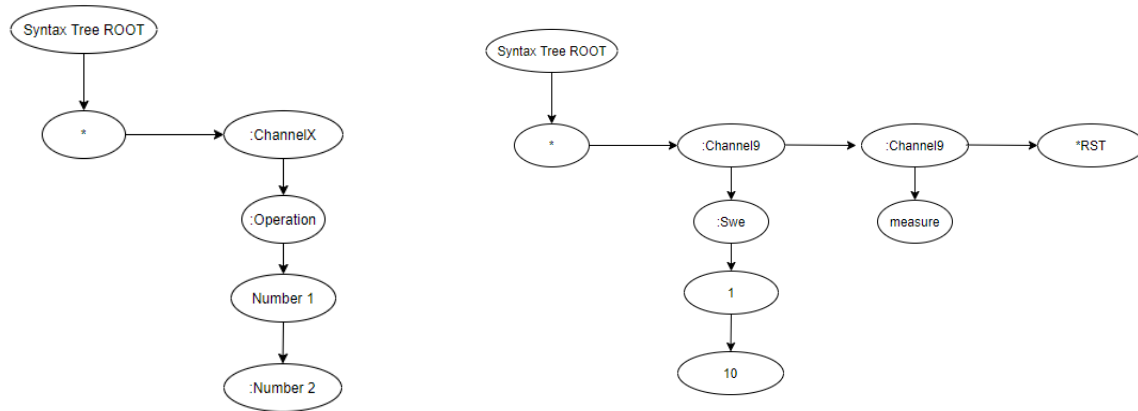 Syntax Tree ROOT
*
:ChannelX
:Operation
Number 1
:Number 2
Syntax Tree ROOT
*
:Channel9
:Channel9
*RST
:Swe
measure
1
10